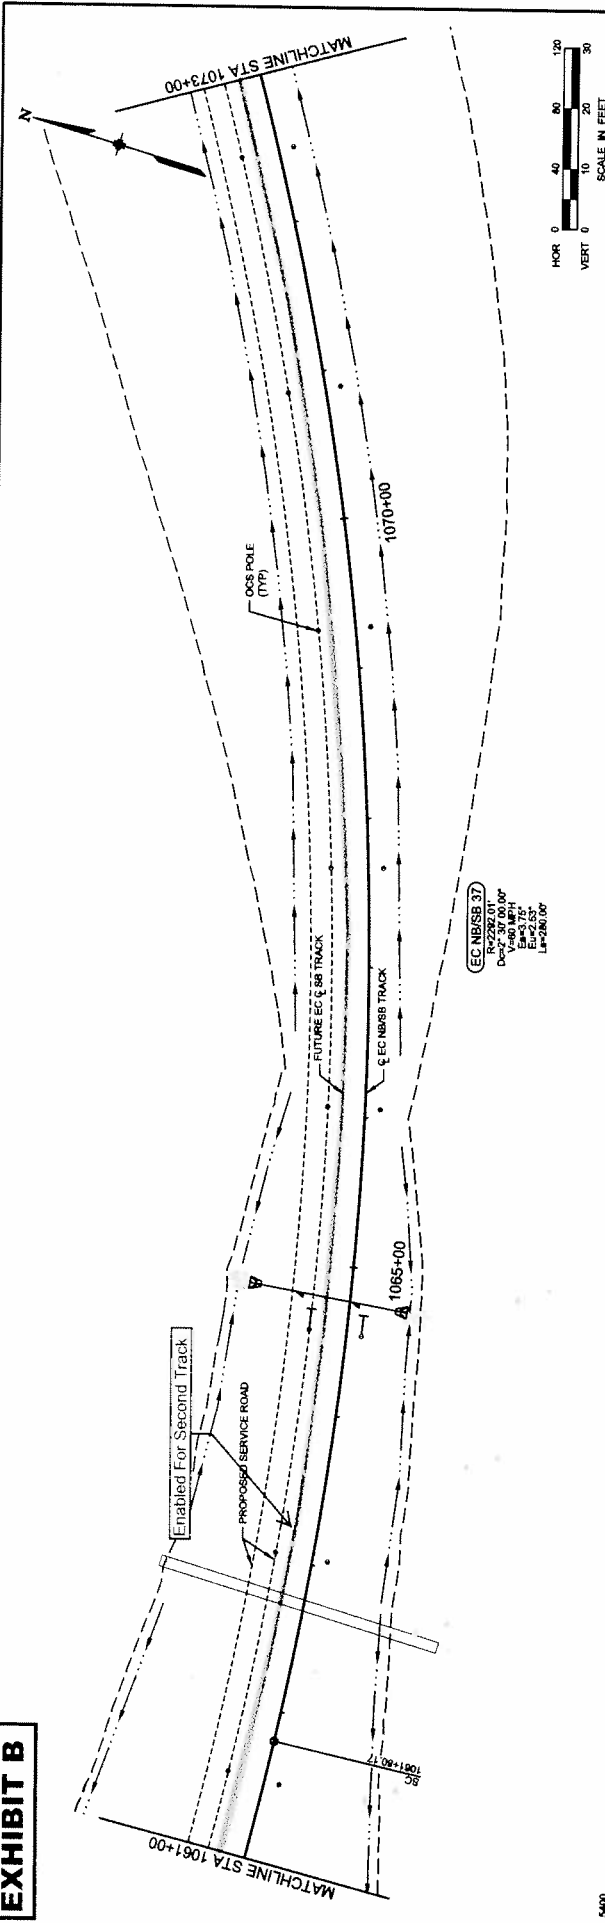 EXHIBIT B
MATCHLINE STA 1061+00
SC
1061+80.17
Enabled For Second Track
PROPOSED SERVICE ROAD
1065+00
FUTURE EC ℄ SB TRACK
℄ EC NB/SB TRACK
EC NB/SB 37
R=2292.01'
Dc=2° 30' 00.00"
V=60 MPH
Ea=3.75"
Eu=2.53"
Ls=280.00'
OCS POLE
(TYP)
1070+00
MATCHLINE STA 1073+00
N
HOR 0 40 80 120
VERT 0 10 20 30
SCALE IN FEET